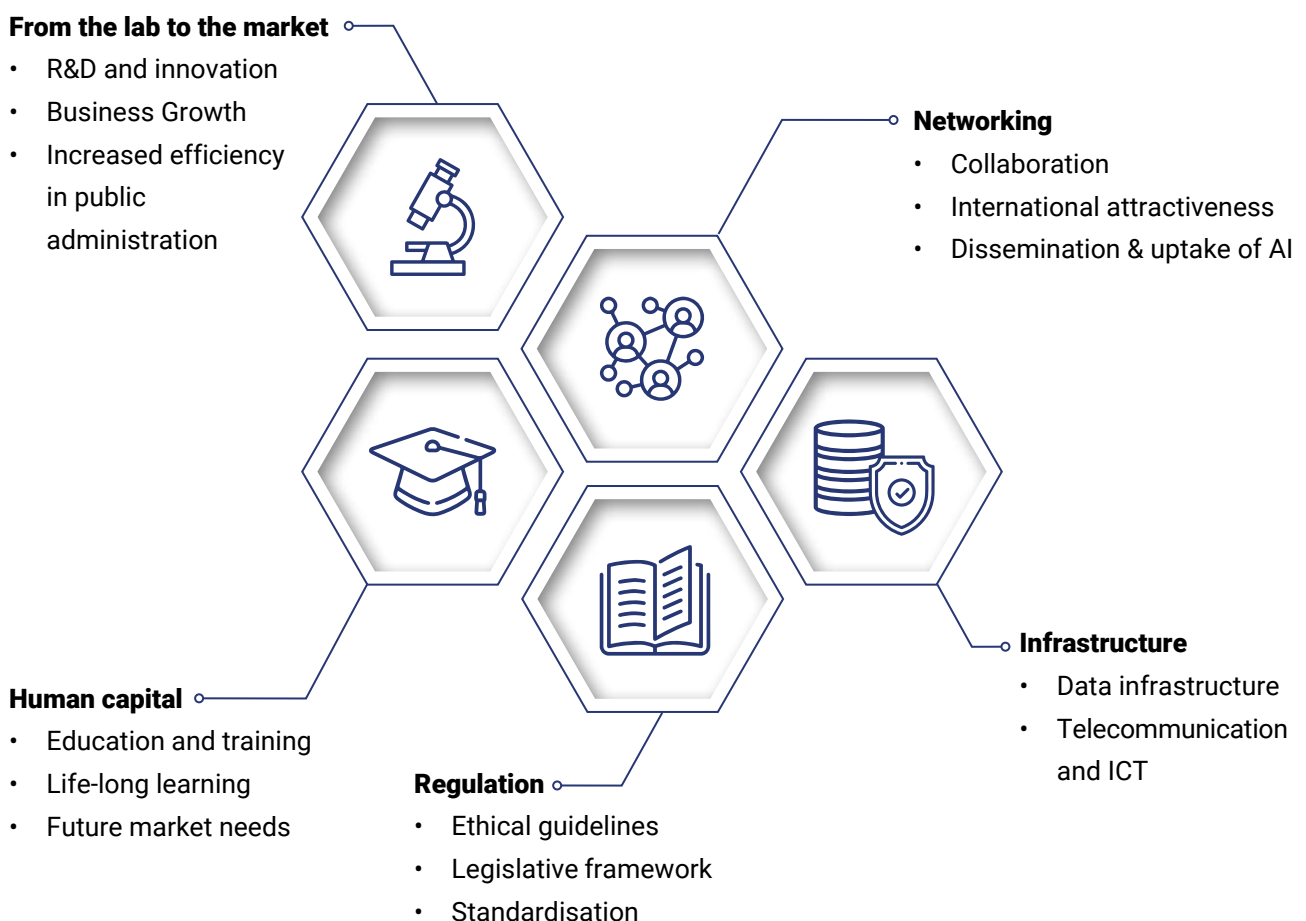 From the lab to the market
• R&D and innovation
• Business Growth
• Increased efficiency
in public
administration
Networking
• Collaboration
• International attractiveness
• Dissemination & uptake of AI
Infrastructure
• Data infrastructure
• Telecommunication
and ICT
Human capital
• Education and training
• Life-long learning
• Future market needs
Regulation
• Ethical guidelines
• Legislative framework
• Standardisation